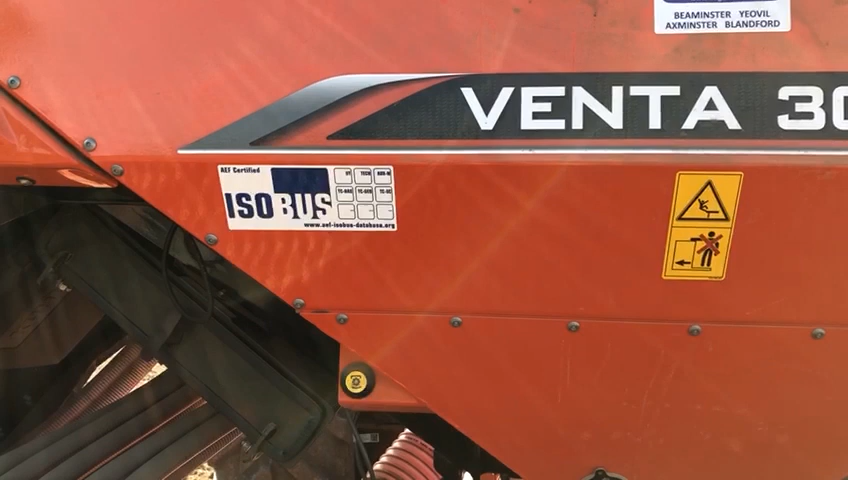 BEAMINSTER YEOVIL
AXMINSTER BLANDFORD
VENTA 30
AEF Certified
ISOBUS
UT TECU AUX-N
TC-BAS TC-GEO TC-SC
www.aef-isobus-database.org